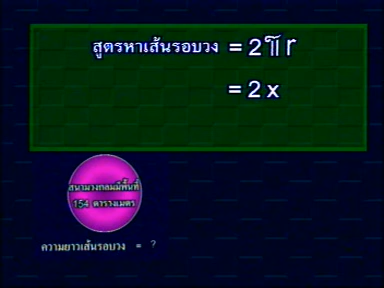 สูตรหาเส้นรอบวง = 2 π r
= 2 x
สนามวงกลมมีพื้นที่
154 ตารางเมตร
ความยาวเส้นรอบวง = ?